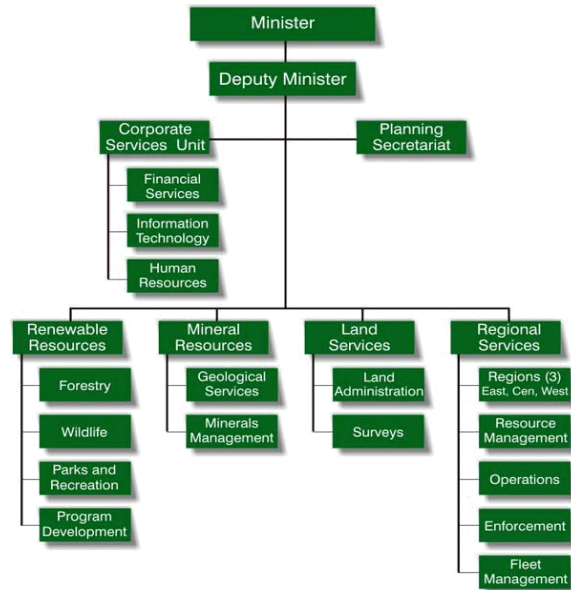 Minister
Deputy Minister
Corporate
Services Unit
Planning
Secretariat
Financial
Services
Information
Technology
Human
Resources
Renewable
Resources
Forestry
Wildlife
Parks and
Recreation
Program
Development
Mineral
Resources
Geological
Services
Minerals
Management
Land
Services
Land
Administration
Surveys
Regional
Services
Regions (3)
East, Cen, West
Resource
Management
Operations
Enforcement
Fleet
Management